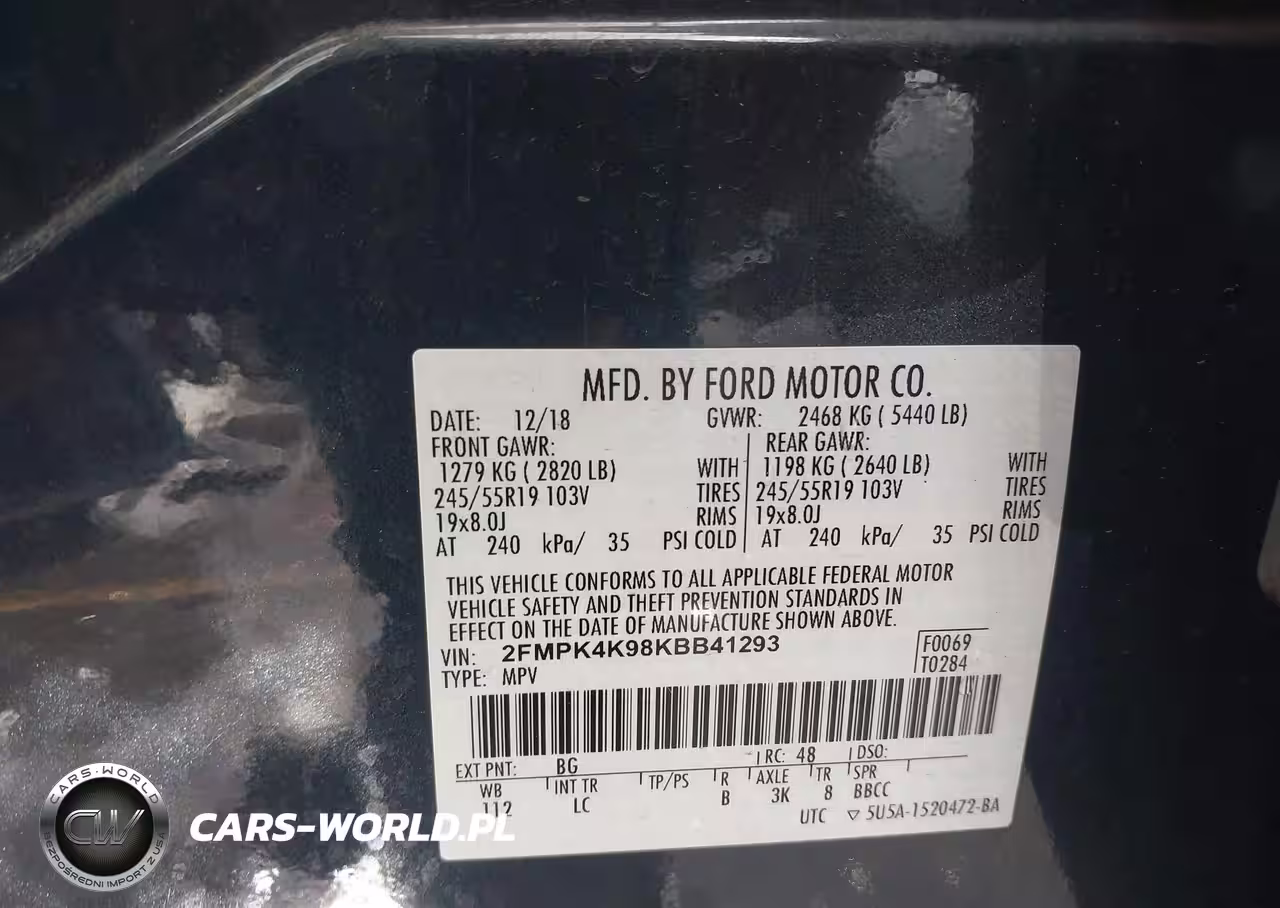 MFD. BY FORD MOTOR CO.
DATE: 12/18 GVWR: 2468 KG ( 5440 LB)
FRONT GAWR: REAR GAWR:
1279 KG ( 2820 LB) WITH 1198 KG ( 2640 LB) WITH
245/55R19 103V TIRES 245/55R19 103V TIRES
19x8.0J RIMS 19x8.0J RIMS
AT 240 kPa/ 35 PSI COLD AT 240 kPa/ 35 PSI COLD
THIS VEHICLE CONFORMS TO ALL APPLICABLE FEDERAL MOTOR
VEHICLE SAFETY AND THEFT PREVENTION STANDARDS IN
EFFECT ON THE DATE OF MANUFACTURE SHOWN ABOVE.
VIN: 2FMPK4K98KBB41293 F0069
TYPE: MPV T0284
EXT PNT: BG RC: 48 DSO:
WB INT TR TP/PS R AXLE TR SPR
112 LC B 3K 8 BBCC
UTC ▽ 5U5A-1520472-BA
CARS-WORLD
CW
BEZPOŚREDNI IMPORT Z USA
CARS-WORLD.PL